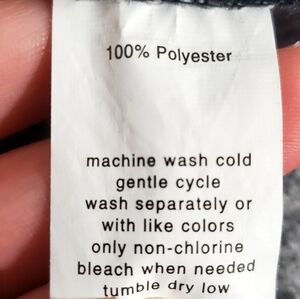 100% Polyester
machine wash cold
gentle cycle
wash separately or
with like colors
only non-chlorine
bleach when needed
tumble dry low